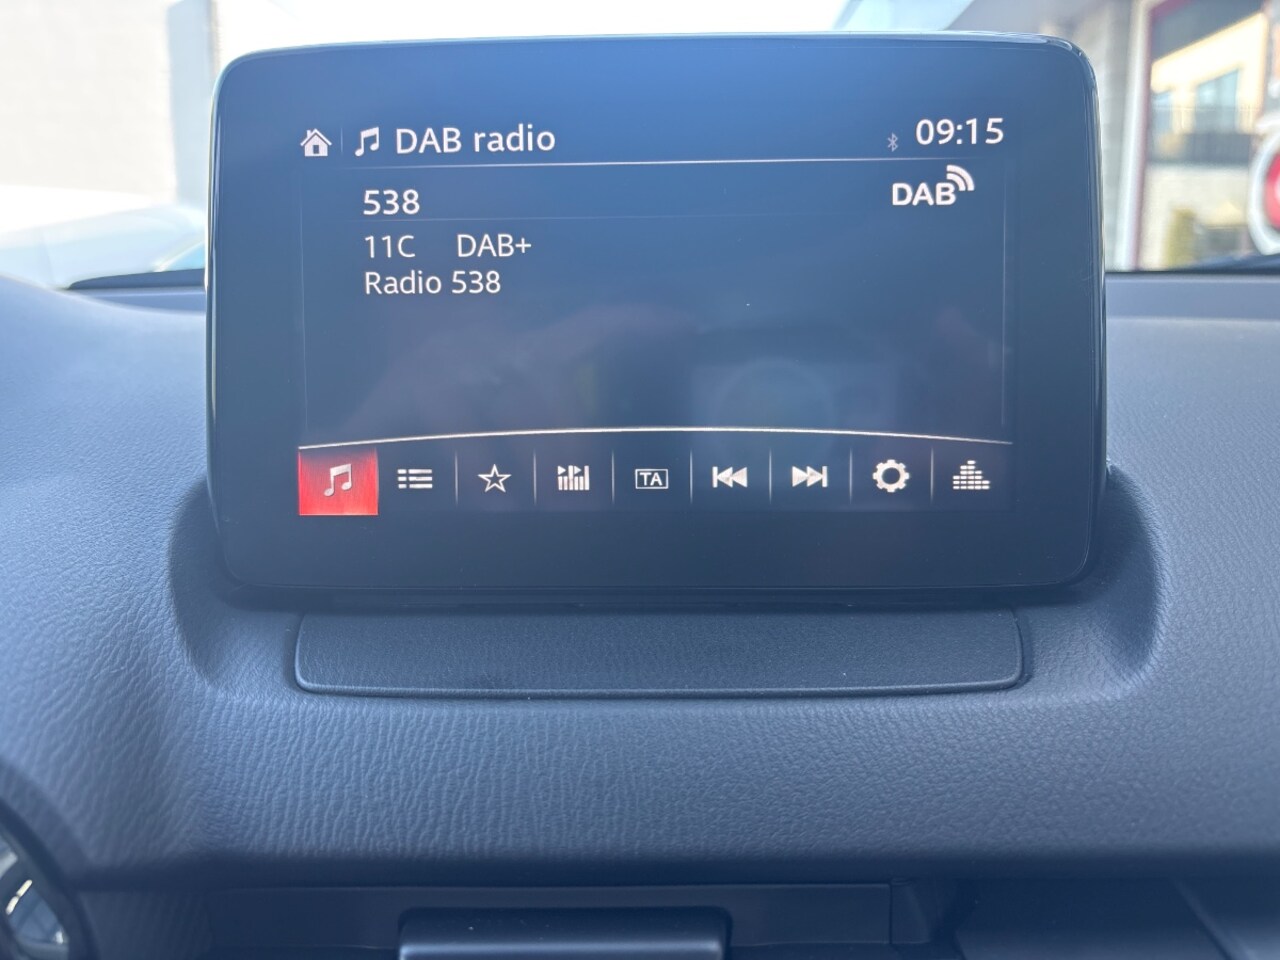 DAB radio
09:15
538
DAB
11C DAB+
Radio 538
TA